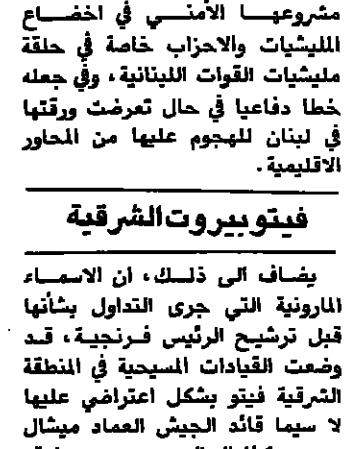 مشروعهــا الأمنــي في اخضــاع
المليشيات والاحزاب خاصة في حلقة
مليشيات القوات اللبنانية ، وفي جعله
خطا دفاعيا في حال تعرضت ورقتها
في لبنان للهجوم عليها من المحاور
الاقليمية .
فيتو بيروت الشرقية
يضاف الى ذلك ، ان الاسماء
المارونية التي جرى التداول بشأنها
قبل ترشيح الرئيس فرنجية ، قد
وضعت القيادات المسيحية في المنطقة
الشرقية فيتو بشكل اعتراضي عليها
لا سيما قائد الجيش العماد ميشال